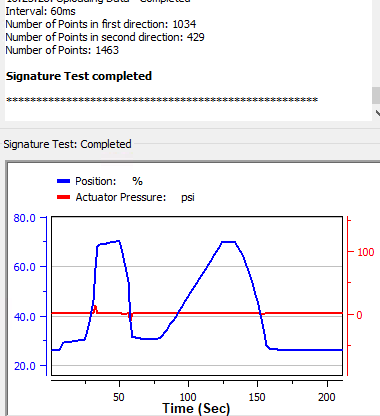 Interval: 60ms
Number of Points in first direction: 1034
Number of Points in second direction: 429
Number of Points: 1463
Signature Test completed
****************************************************
Signature Test: Completed
Position: %
Actuator Pressure: psi
80.0
60.0
40.0
20.0
100
0
50
100
150
200
Time (Sec)